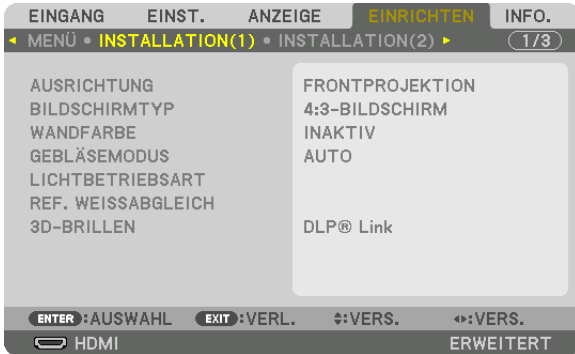 EINGANG EINST. ANZEIGE EINRICHTEN INFO.
◄ MENÜ • INSTALLATION(1) • INSTALLATION(2) ► 1/3
AUSRICHTUNG FRONTPROJEKTION
BILDSCHIRMTYP 4:3-BILDSCHIRM
WANDFARBE INAKTIV
GEBLÄSEMODUS AUTO
LICHTBETRIEBSART
REF. WEISSABGLEICH
3D-BRILLEN DLP® Link
ENTER :AUSWAHL EXIT :VERL. ♦:VERS. ◂▸:VERS.
HDMI ERWEITERT